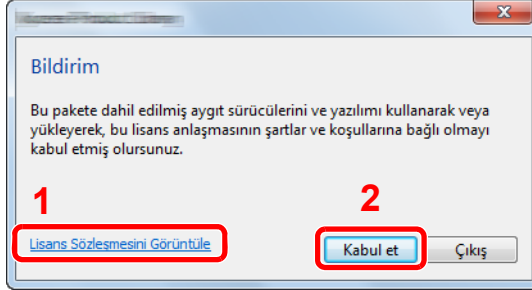 Bildirim
Bu pakete dahil edilmiş aygıt sürücülerini ve yazılımı kullanarak veya
yükleyerek, bu lisans anlaşmasının şartlar ve koşullarına bağlı olmayı
kabul etmiş olursunuz.
1
2
Lisans Sözleşmesini Görüntüle
Kabul et
Çıkış